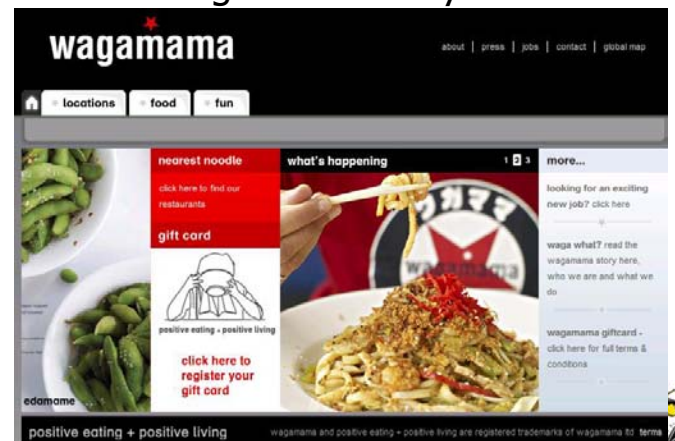 wagamama
about | press | jobs | contact | global map
locations
food
fun
nearest noodle
click here to find our
restaurants
gift card
positive eating + positive living
click here to
register your
gift card
edamame
what's happening
1 2 3
ワガママ
wagamama
more...
looking for an exciting
new job? click here
waga what? read the
wagamama story here,
who we are and what we
do
wagamama giftcard -
click here for full terms &
conditions
positive eating + positive living
wagamama and positive eating + positive living are registered trademarks of wagamama ltd terms